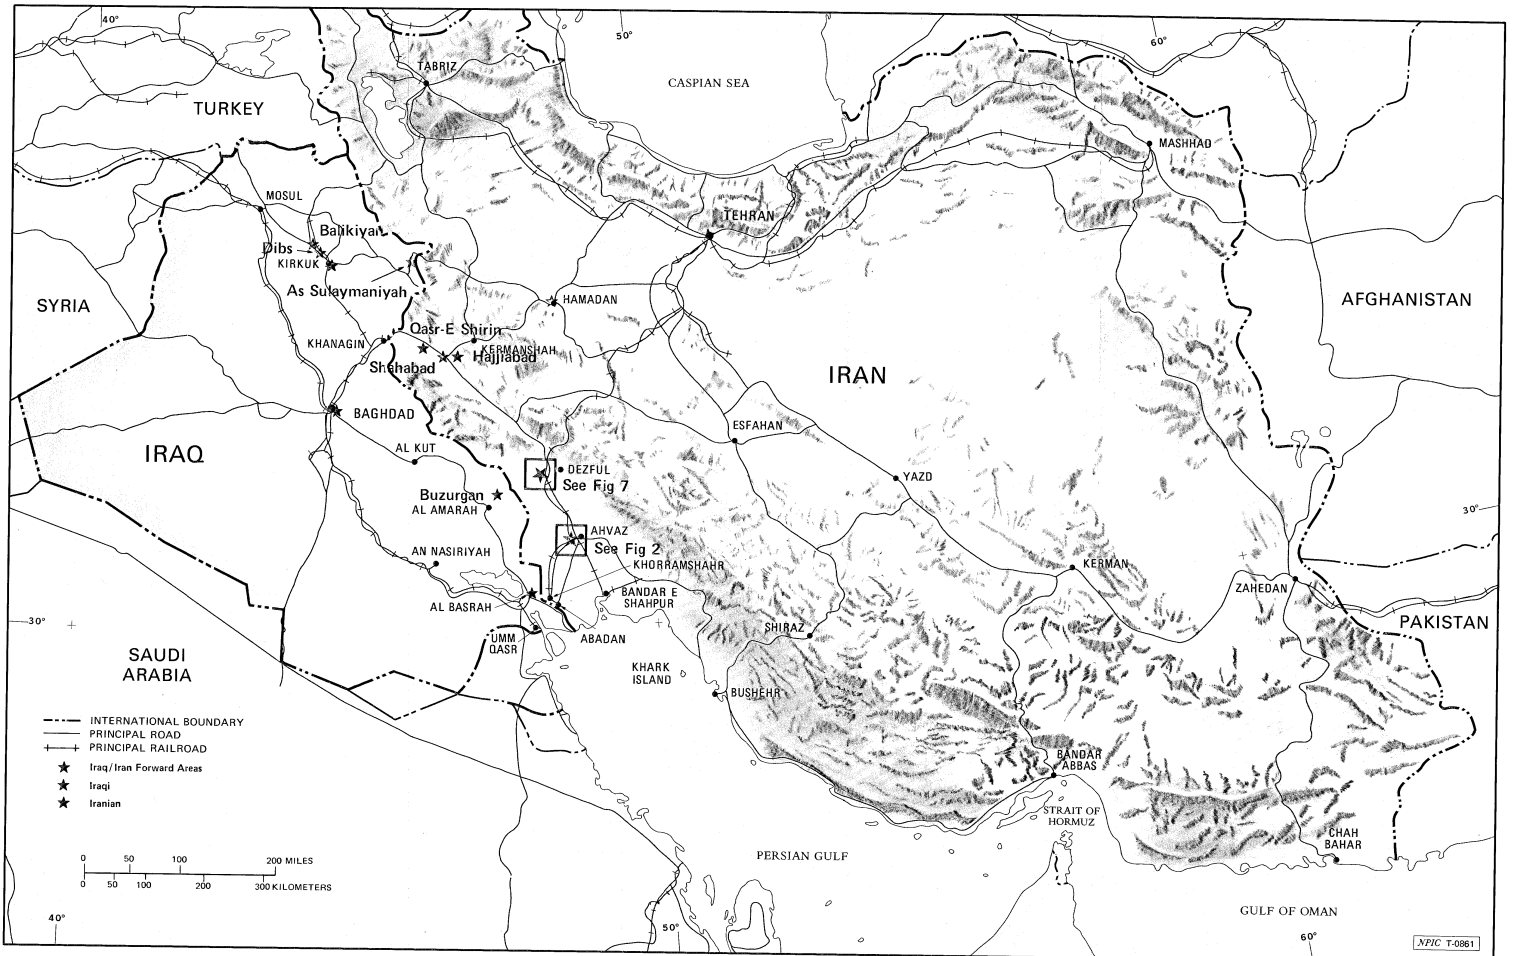 40°
50°
60°
TABRIZ
CASPIAN SEA
TURKEY
MASHHAD
MOSUL
TEHRAN
Balikiyan
Dibs
KIRKUK
As Sulaymaniyah
SYRIA
HAMADAN
AFGHANISTAN
Qasr-E Shirin
KHANAGIN
KERMANSHAH
Hajjiabad
Shahabad
IRAN
BAGHDAD
ESFAHAN
IRAQ
AL KUT
DEZFUL
See Fig 7
YAZD
Buzurgan
AL AMARAH
30°
AHVAZ
See Fig 2
AN NASIRIYAH
KHORRAMSHAHR
KERMAN
ZAHEDAN
BANDAR E
SHAHPUR
AL BASRAH
30°
PAKISTAN
SHIRAZ
UMM
QASR
ABADAN
SAUDI
ARABIA
KHARK
ISLAND
BUSHEHR
INTERNATIONAL BOUNDARY
PRINCIPAL ROAD
PRINCIPAL RAILROAD
Iraq/Iran Forward Areas
Iraqi
Iranian
BANDAR
ABBAS
STRAIT OF
HORMUZ
CHAH
BAHAR
PERSIAN GULF
0 50 100 200 MILES
0 50 100 200 300 KILOMETERS
GULF OF OMAN
40°
50°
60°
NPIC T-0861